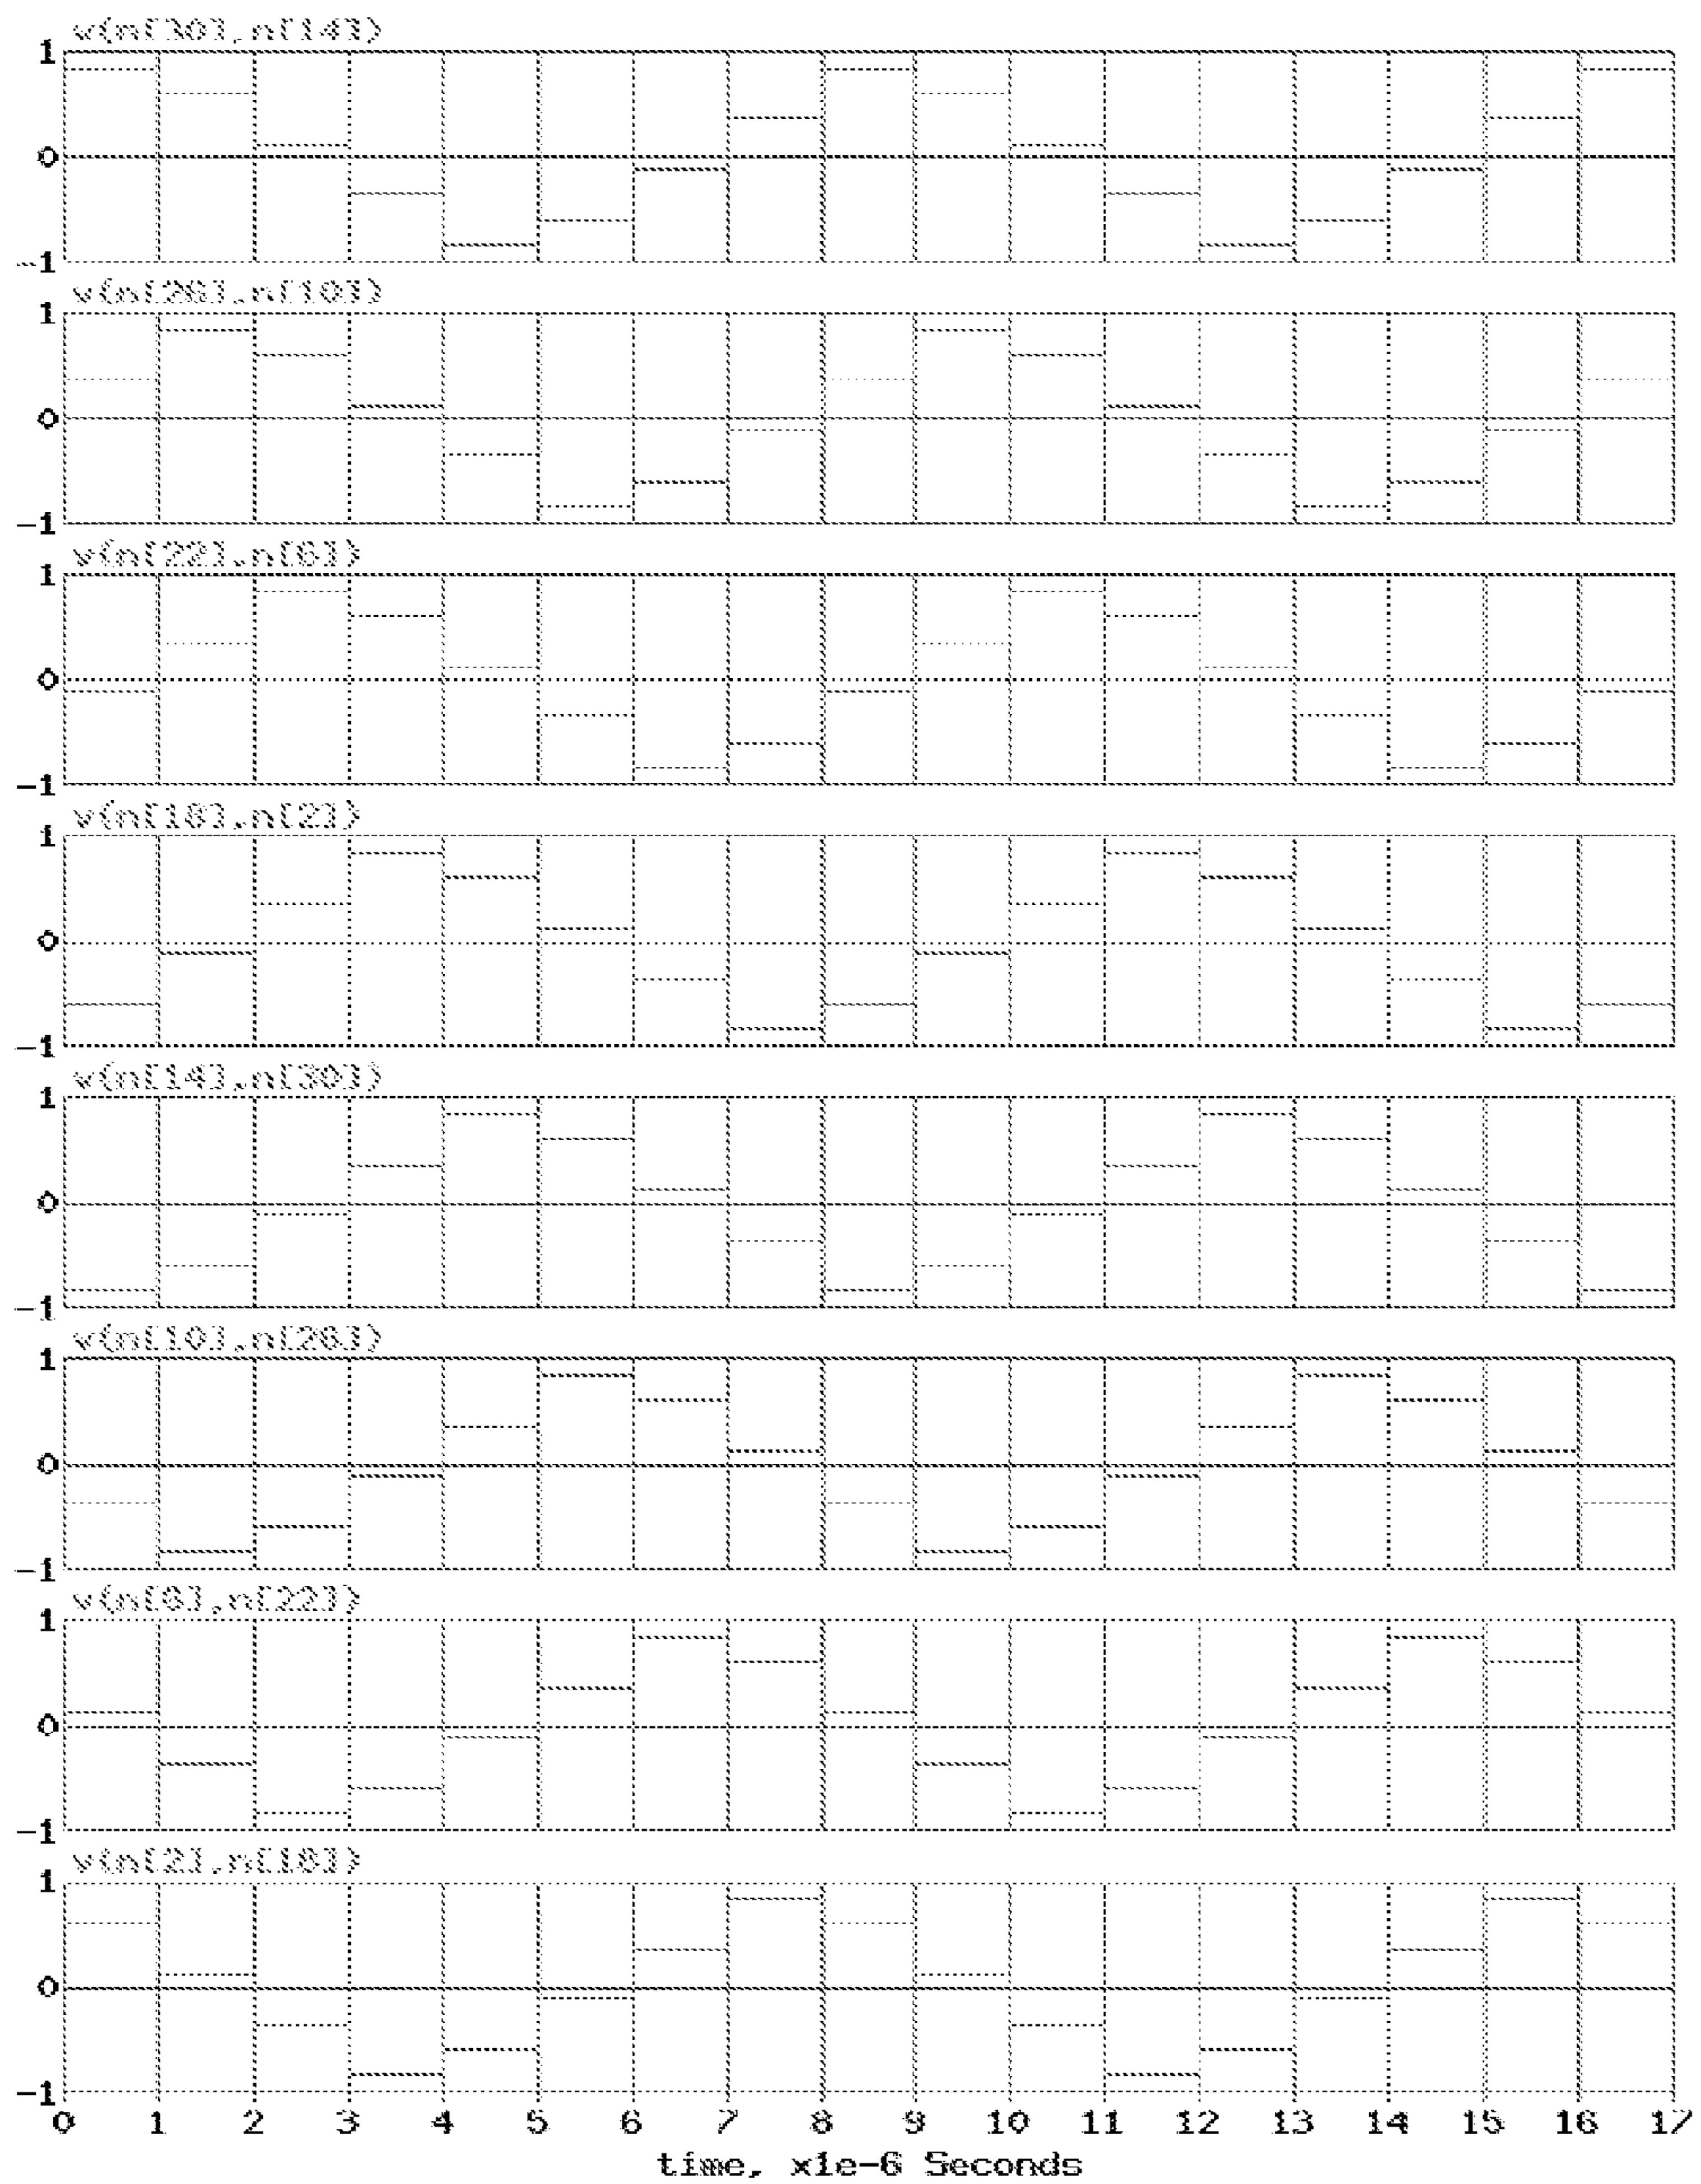 v(n[30],n[14])
1
0
-1
v(n[26],n[10])
1
0
-1
v(n[22],n[6])
1
0
-1
v(n[18],n[2])
1
0
-1
v(n[14],n[30])
1
0
-1
v(n[10],n[26])
1
0
-1
v(n[6],n[22])
1
0
-1
v(n[2],n[18])
1
0
-1
0 1 2 3 4 5 6 7 8 9 10 11 12 13 14 15 16 17
time, x1e-6 Seconds